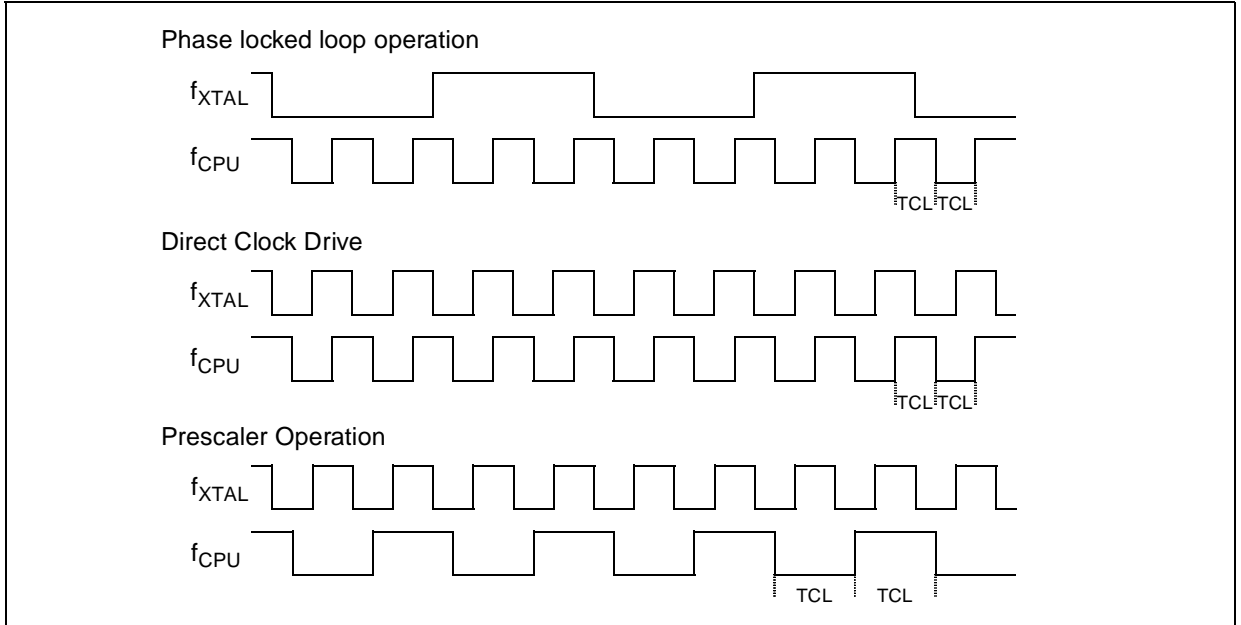 Phase locked loop operation
fXTAL
fCPU
TCL TCL
Direct Clock Drive
fXTAL
fCPU
TCL TCL
Prescaler Operation
fXTAL
fCPU
TCL TCL